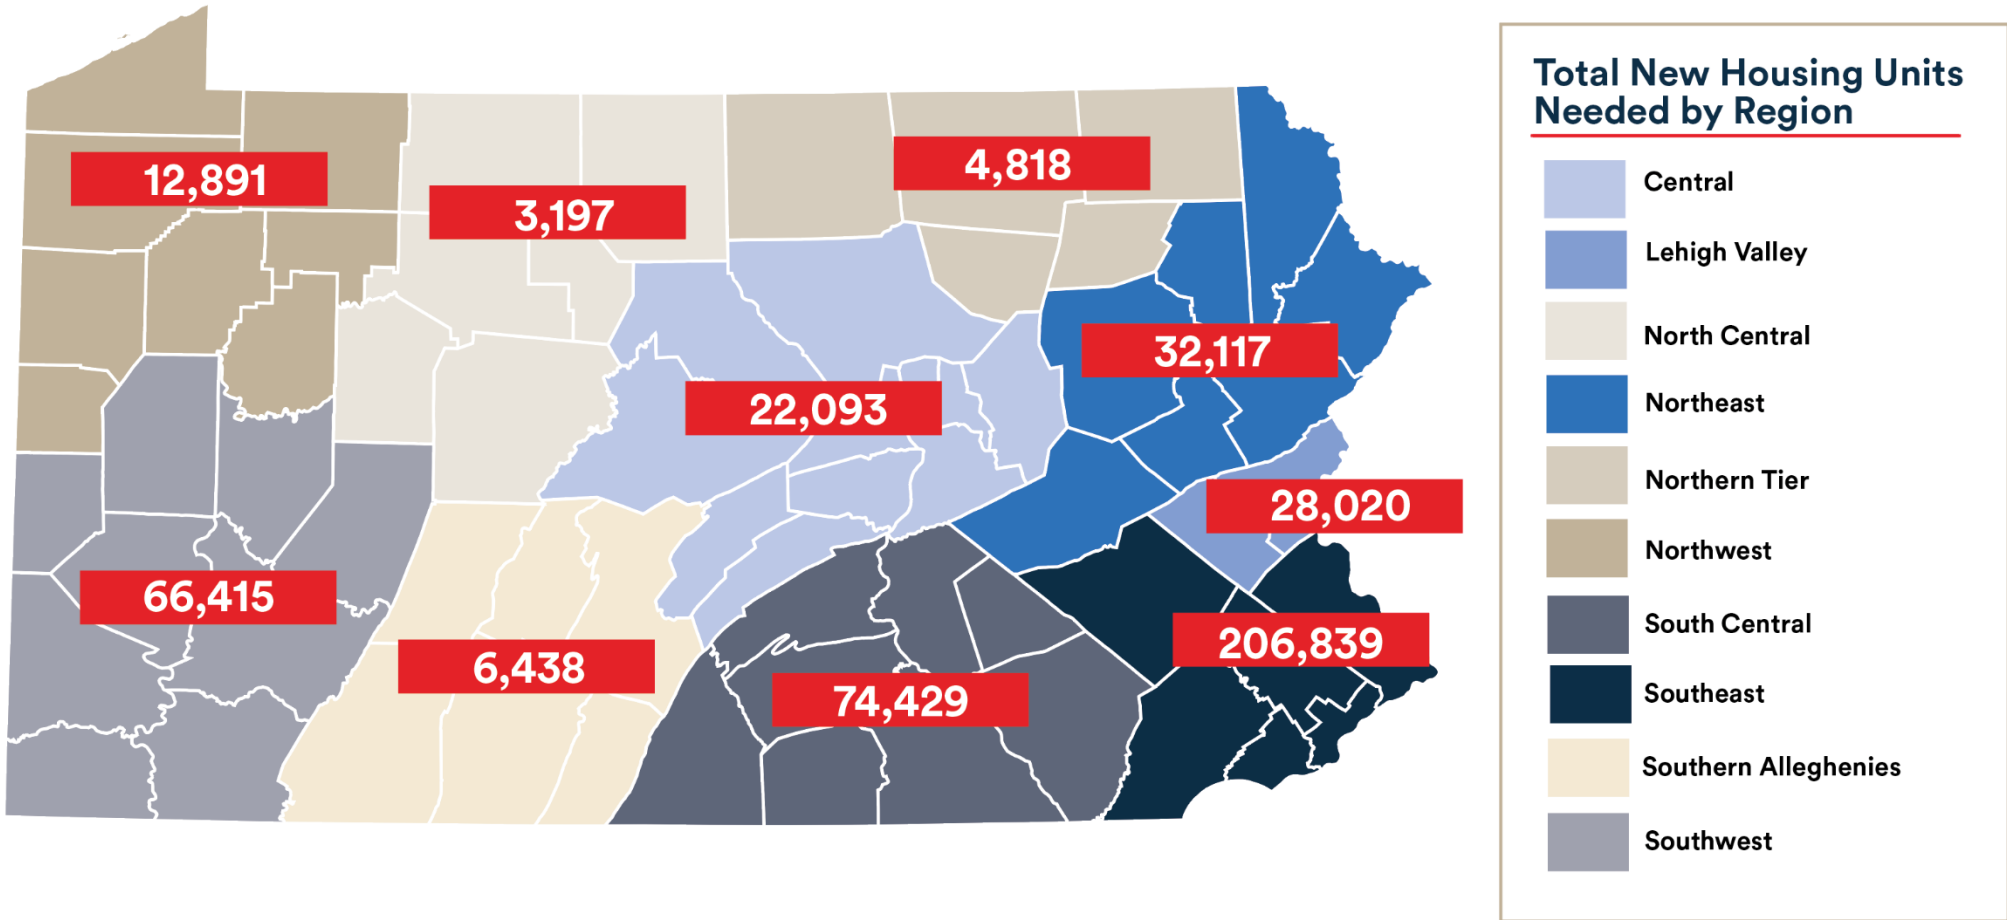 12,891
3,197
4,818
32,117
22,093
28,020
66,415
206,839
6,438
74,429
Total New Housing Units
Needed by Region
Central
Lehigh Valley
North Central
Northeast
Northern Tier
Northwest
South Central
Southeast
Southern Alleghenies
Southwest